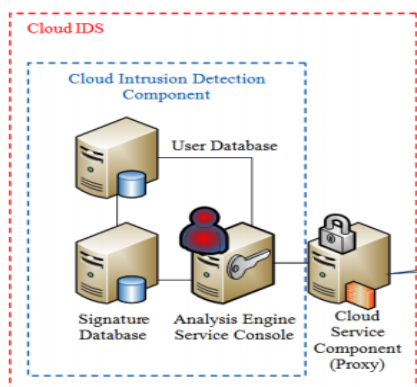 Cloud IDS
Cloud Intrusion Detection
Component
User Database
Signature
Database
Analysis Engine
Service Console
Cloud
Service
Component
(Proxy)